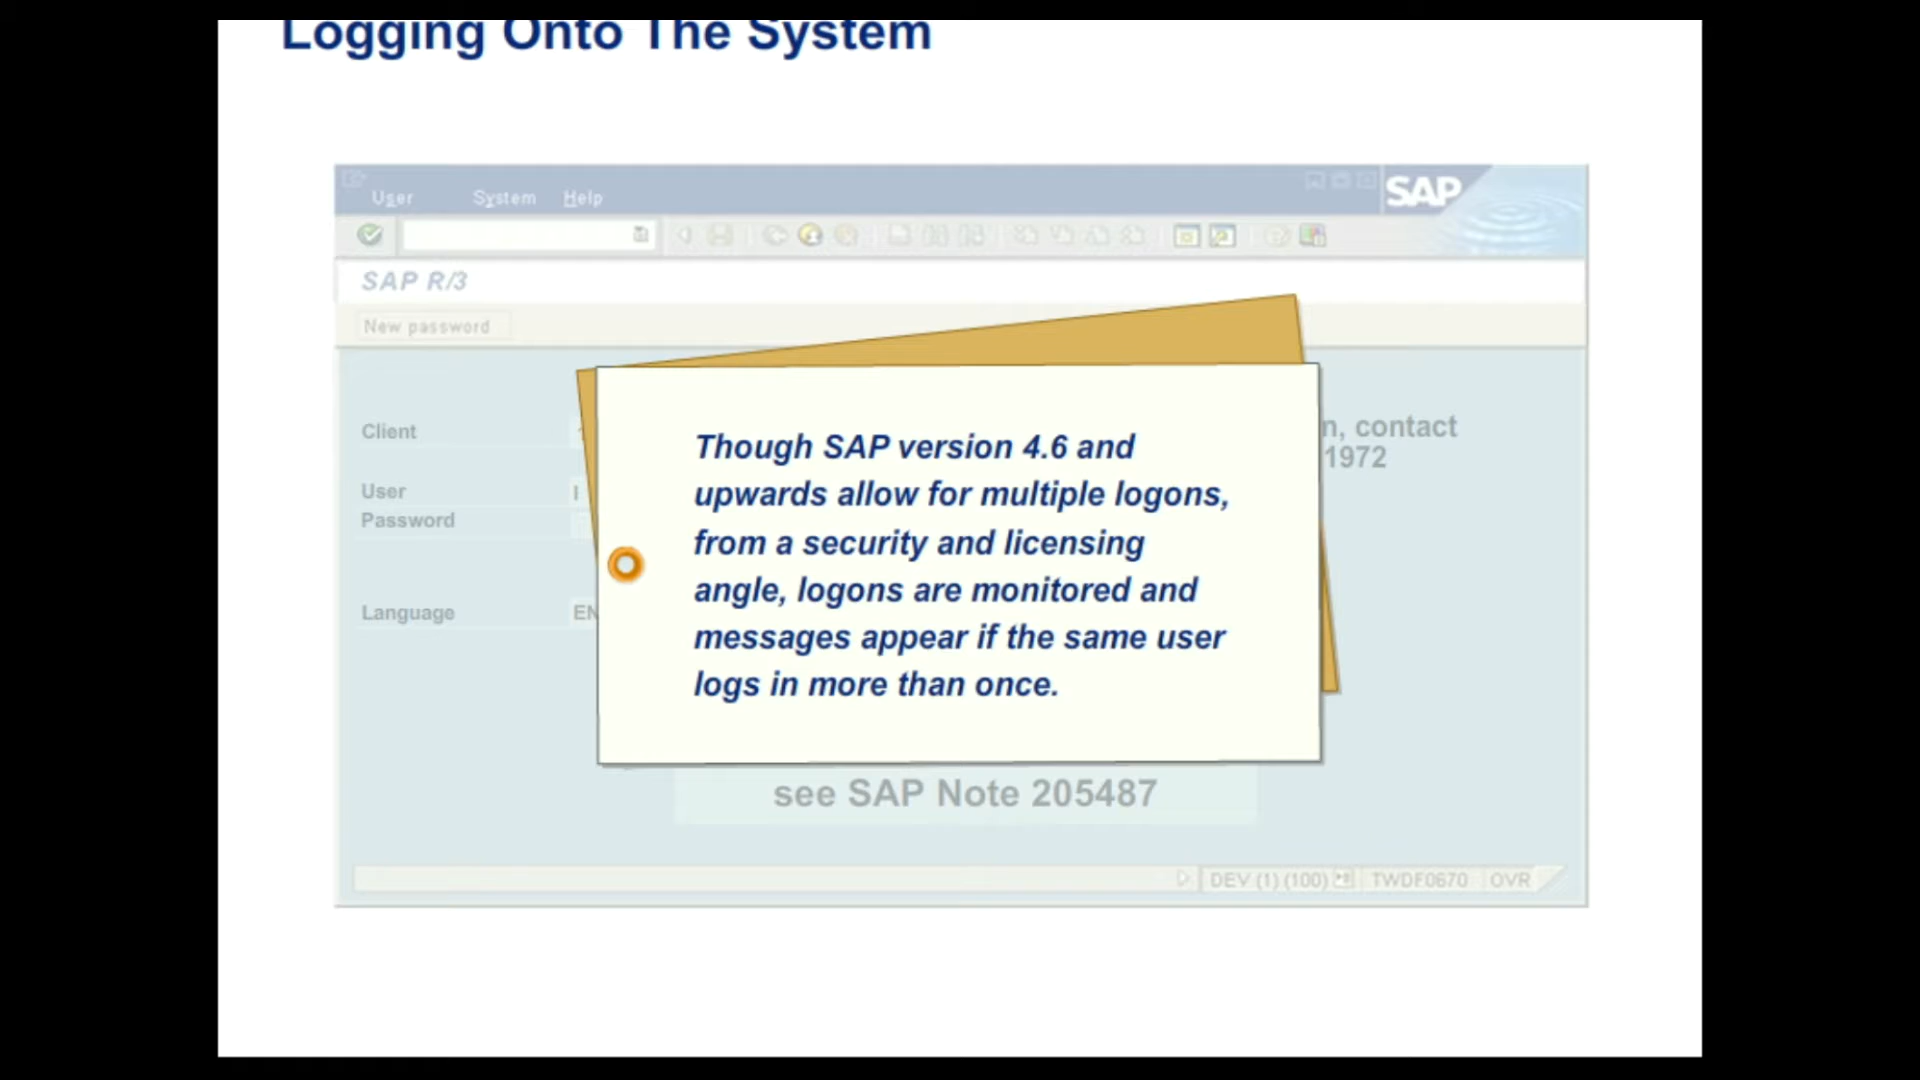 Logging Onto The System
User System Help
SAP
SAP R/3
New password
Client
n, contact
1972
User
Password
Language EN
Though SAP version 4.6 and
upwards allow for multiple logons,
from a security and licensing
angle, logons are monitored and
messages appear if the same user
logs in more than once.
see SAP Note 205487
DEV (1) (100) TWDF0670 OVR